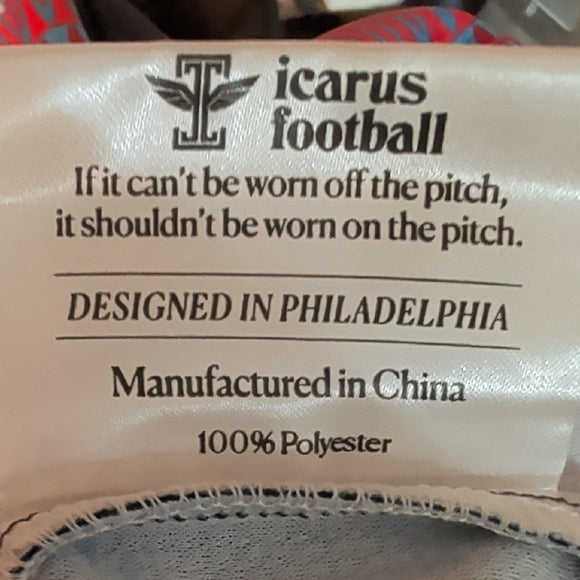 icarus
football
If it can't be worn off the pitch,
it shouldn't be worn on the pitch.
DESIGNED IN PHILADELPHIA
Manufactured in China
100% Polyester